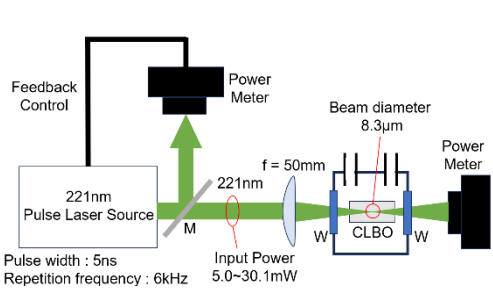 Feedback
Control
Power
Meter
Beam diameter
8.3μm
Power
Meter
f = 50mm
221nm
221nm
Pulse Laser Source
M
W
CLBO
W
Input Power
5.0~30.1mW
Pulse width : 5ns
Repetition frequency : 6kHz